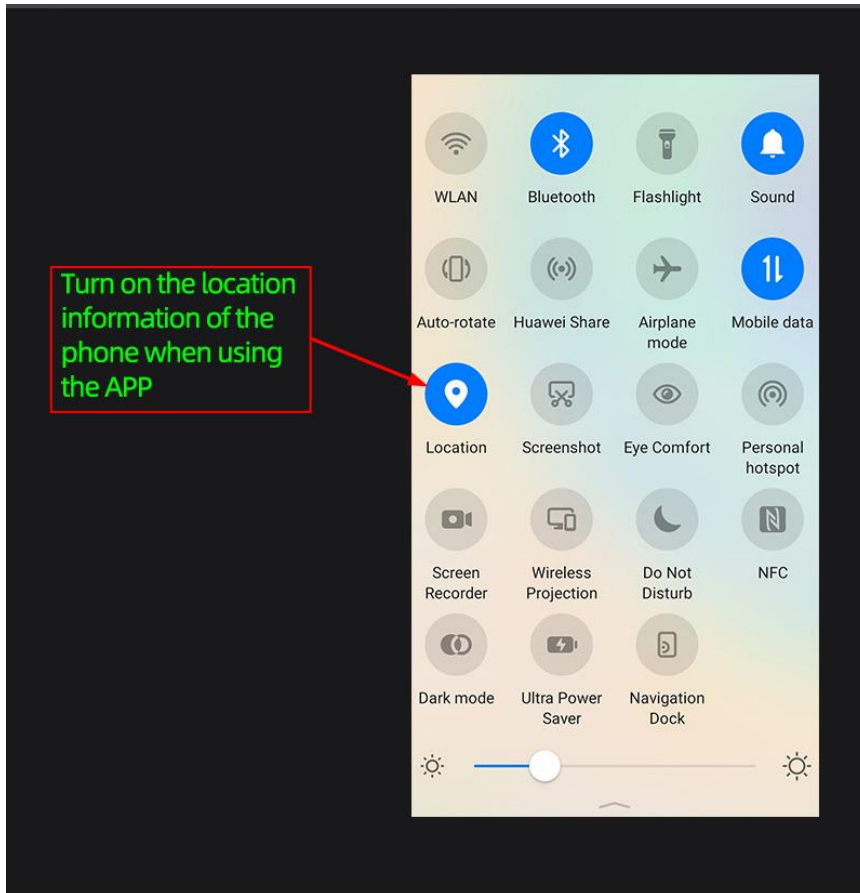 WLAN
Bluetooth
Flashlight
Sound
Turn on the location
information of the
phone when using
the APP
Auto-rotate
Huawei Share
Airplane
mode
Mobile data
Location
Screenshot
Eye Comfort
Personal
hotspot
Screen
Recorder
Wireless
Projection
Do Not
Disturb
NFC
Dark mode
Ultra Power
Saver
Navigation
Dock